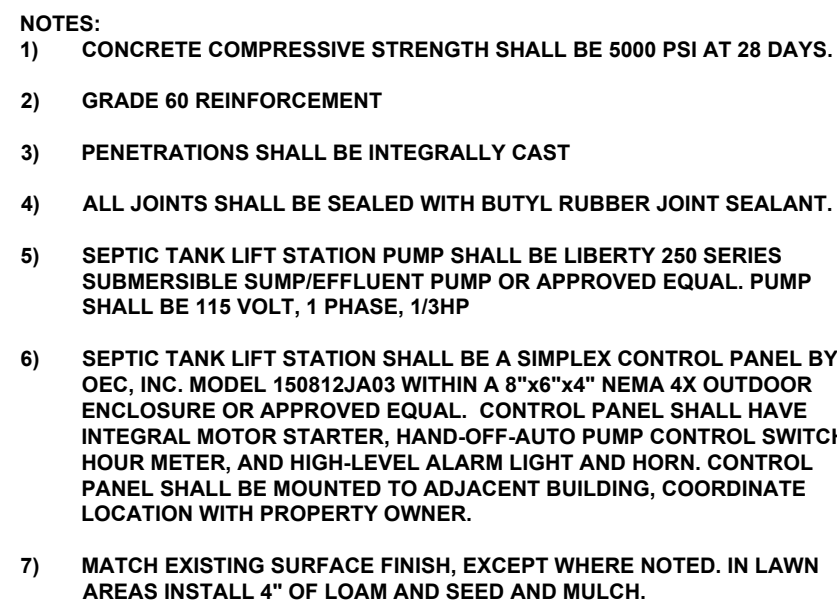 NOTES:
1) CONCRETE COMPRESSIVE STRENGTH SHALL BE 5000 PSI AT 28 DAYS.
2) GRADE 60 REINFORCEMENT
3) PENETRATIONS SHALL BE INTEGRALLY CAST
4) ALL JOINTS SHALL BE SEALED WITH BUTYL RUBBER JOINT SEALANT.
5) SEPTIC TANK LIFT STATION PUMP SHALL BE LIBERTY 250 SERIES
SUBMERSIBLE SUMP/EFFLUENT PUMP OR APPROVED EQUAL. PUMP
SHALL BE 115 VOLT, 1 PHASE, 1/3HP
6) SEPTIC TANK LIFT STATION SHALL BE A SIMPLEX CONTROL PANEL BY
OEC, INC. MODEL 150812JA03 WITHIN A 8"x6"x4" NEMA 4X OUTDOOR
ENCLOSURE OR APPROVED EQUAL. CONTROL PANEL SHALL HAVE
INTEGRAL MOTOR STARTER, HAND-OFF-AUTO PUMP CONTROL SWITCH
HOUR METER, AND HIGH-LEVEL ALARM LIGHT AND HORN. CONTROL
PANEL SHALL BE MOUNTED TO ADJACENT BUILDING, COORDINATE
LOCATION WITH PROPERTY OWNER.
7) MATCH EXISTING SURFACE FINISH, EXCEPT WHERE NOTED. IN LAWN
AREAS INSTALL 4" OF LOAM AND SEED AND MULCH.